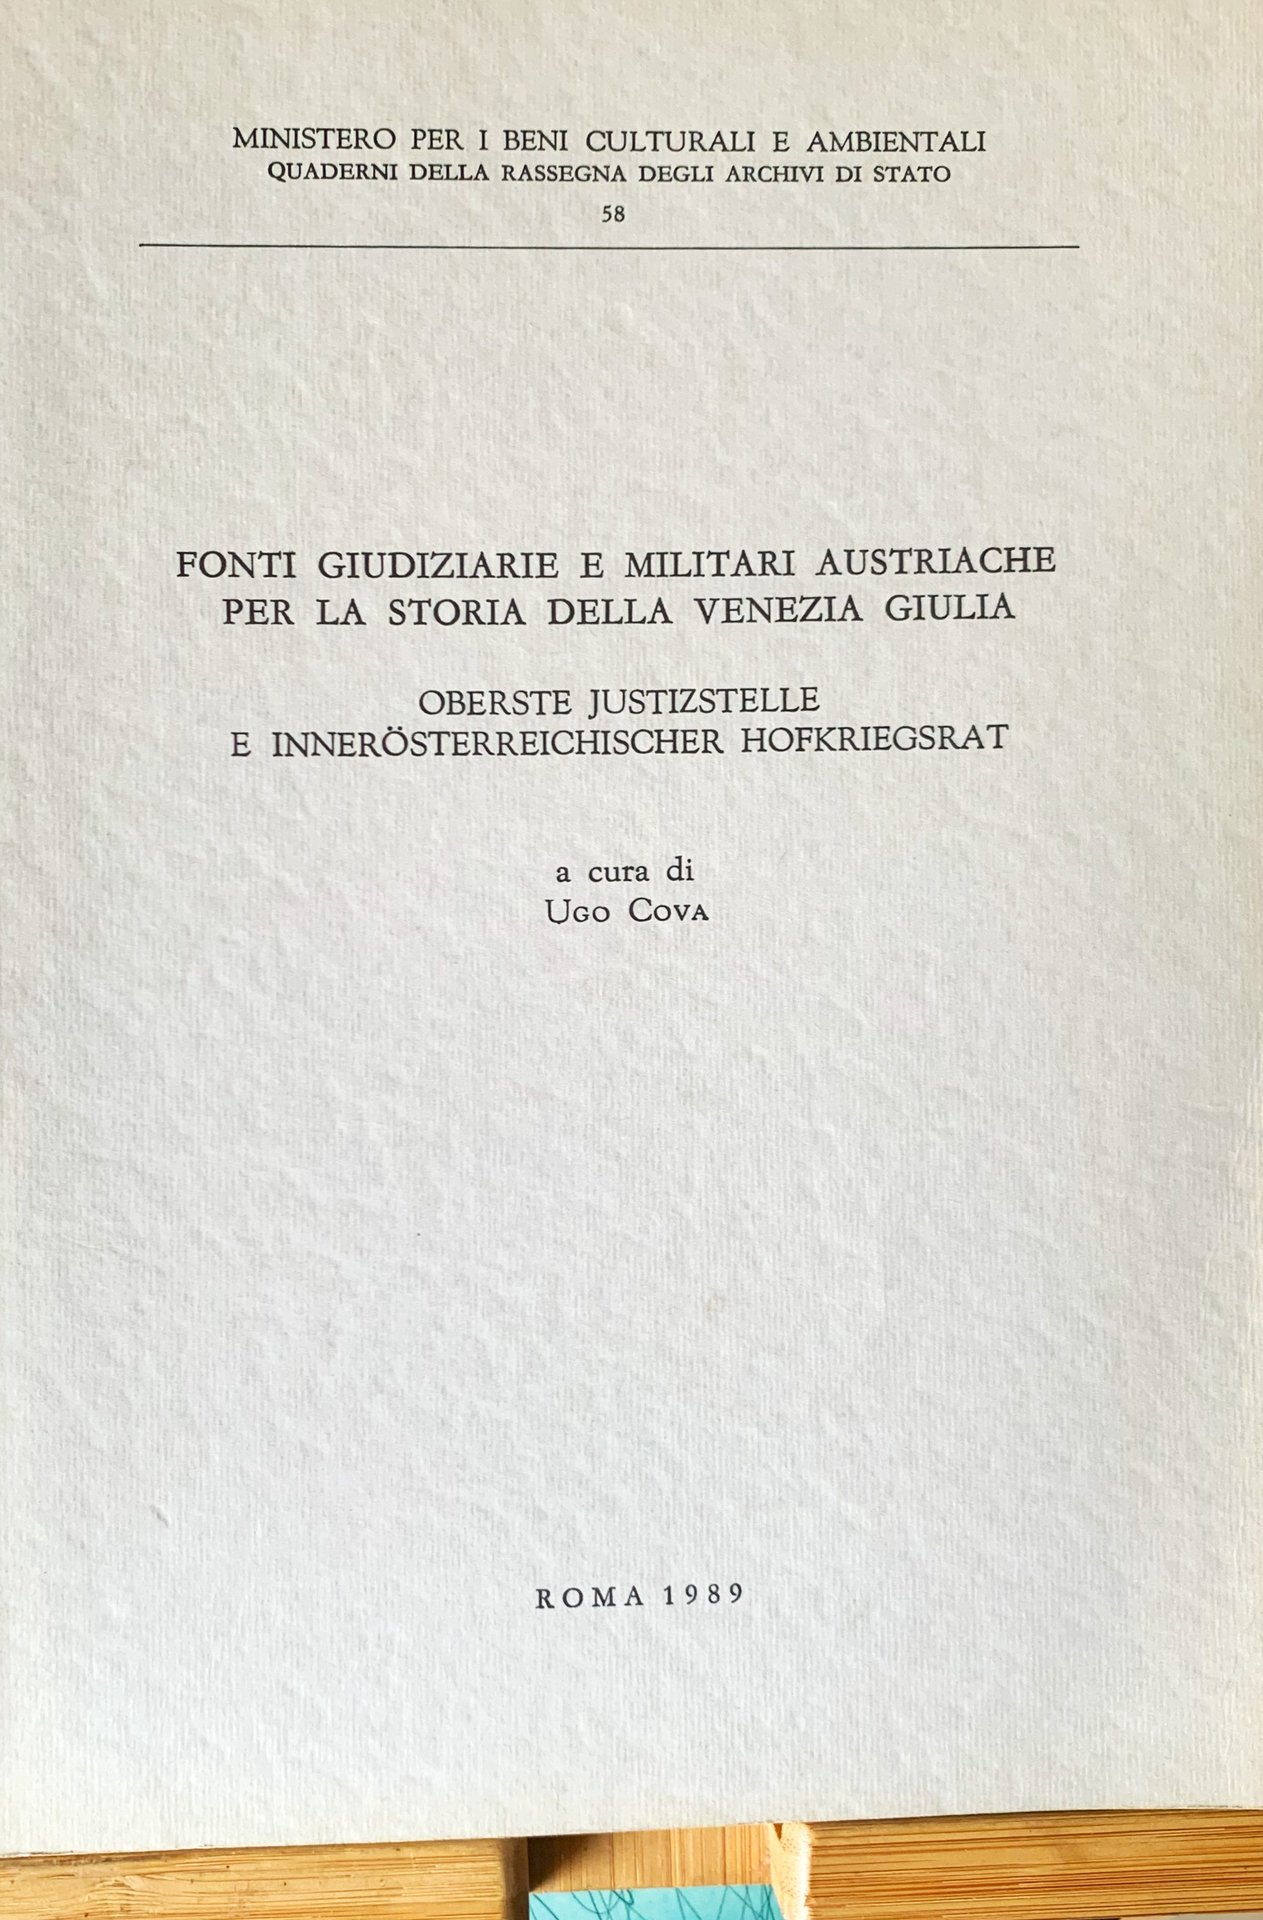 MINISTERO PER I BENI CULTURALI E AMBIENTALI
QUADERNI DELLA RASSEGNA DEGLI ARCHIVI DI STATO
58
FONTI GIUDIZIARIE E MILITARI AUSTRIACHE
PER LA STORIA DELLA VENEZIA GIULIA
OBERSTE JUSTIZSTELLE
E INNERÖSTERREICHISCHER HOFKRIEGSRAT
a cura di
UGO COVA
ROMA 1989